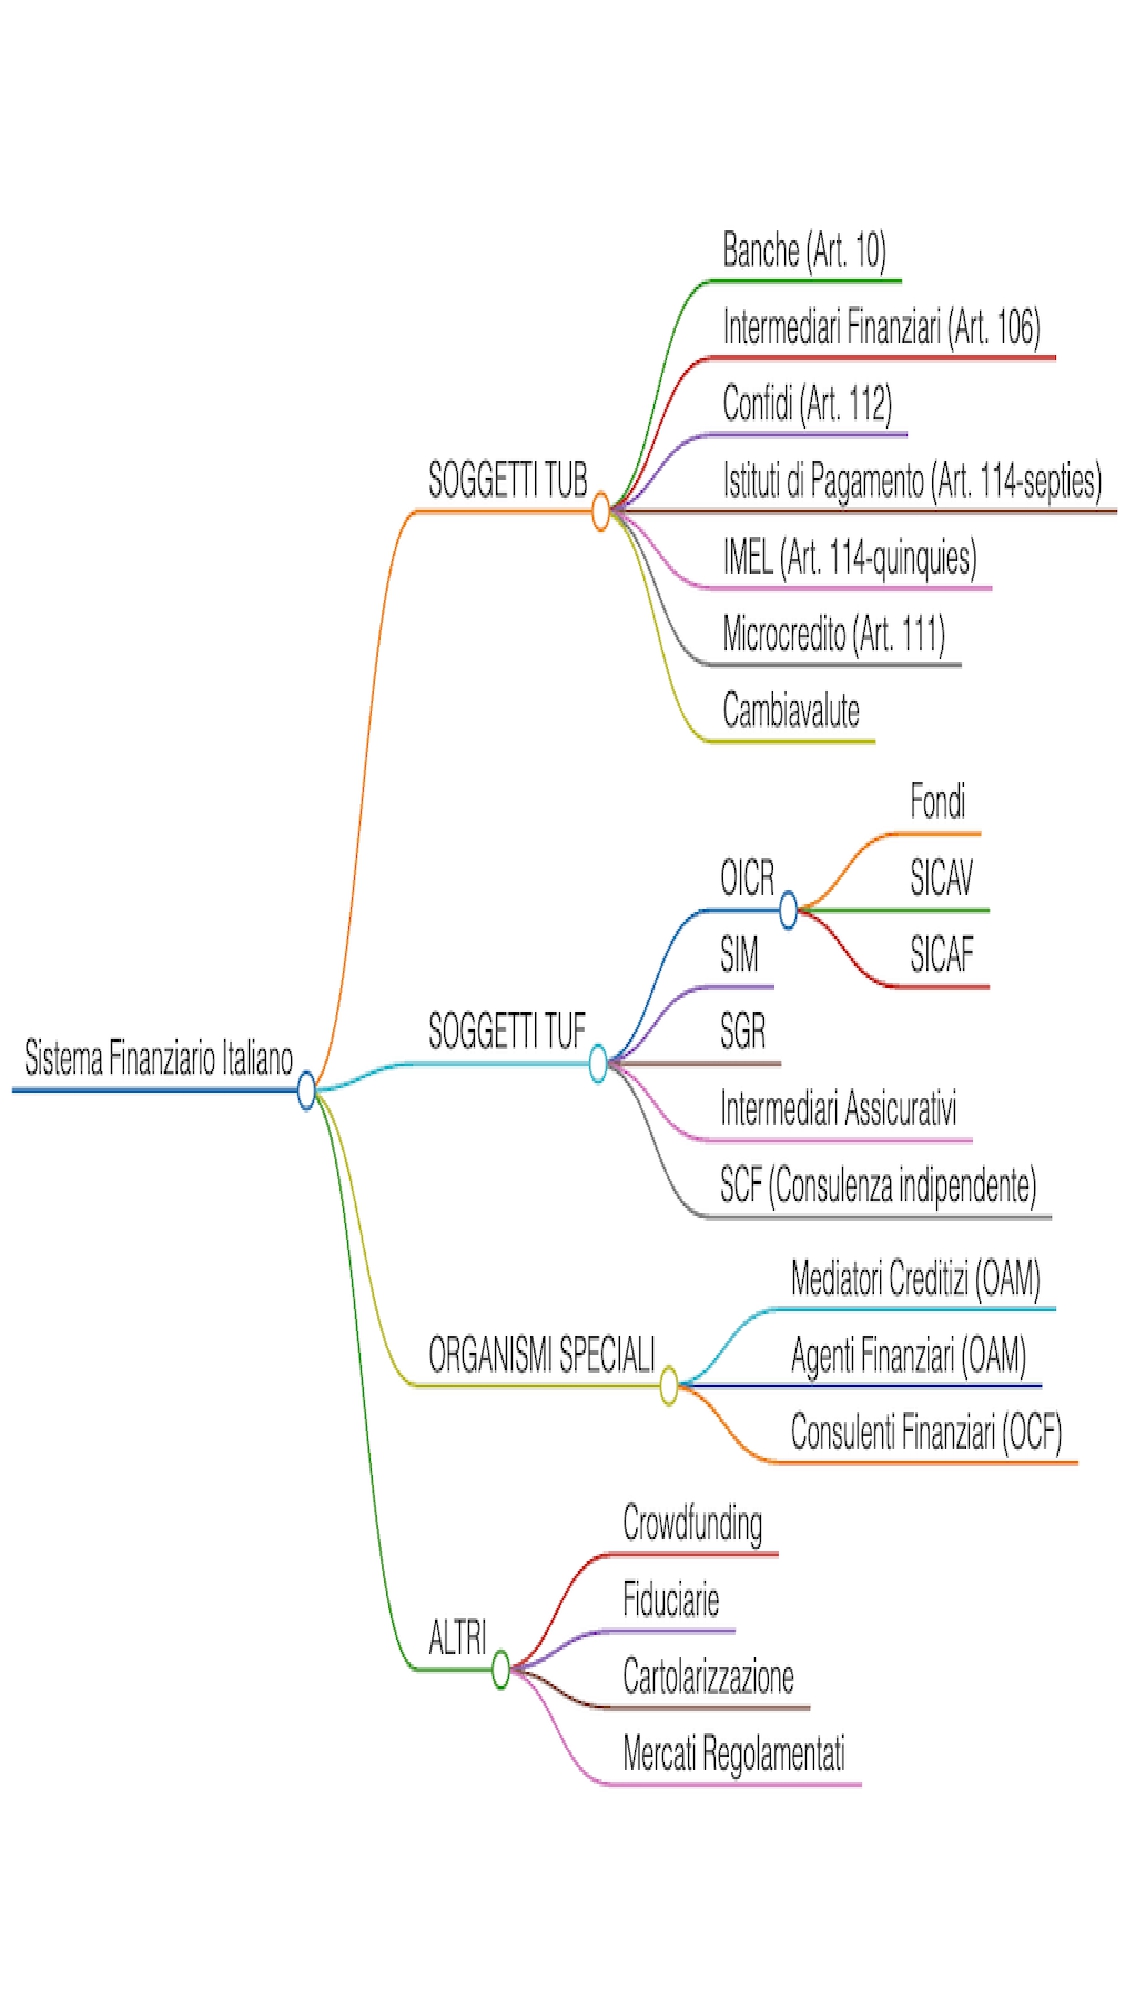 Banche (Art. 10)
Intermediari Finanziari (Art. 106)
Confidi (Art. 112)
SOGGETTI TUB
Istituti di Pagamento (Art. 114-septies)
IMEL (Art. 114-quinquies)
Microcredito (Art. 111)
Cambiavalute
Fondi
OICR
SICAV
SIM
SICAF
SOGGETTI TUF
SGR
Sistema Finanziario Italiano
Intermediari Assicurativi
SCF (Consulenza indipendente)
Mediatori Creditizi (OAM)
ORGANISMI SPECIALI
Agenti Finanziari (OAM)
Consulenti Finanziari (OCF)
Crowdfunding
Fiduciarie
ALTRI
Cartolarizzazione
Mercati Regolamentati